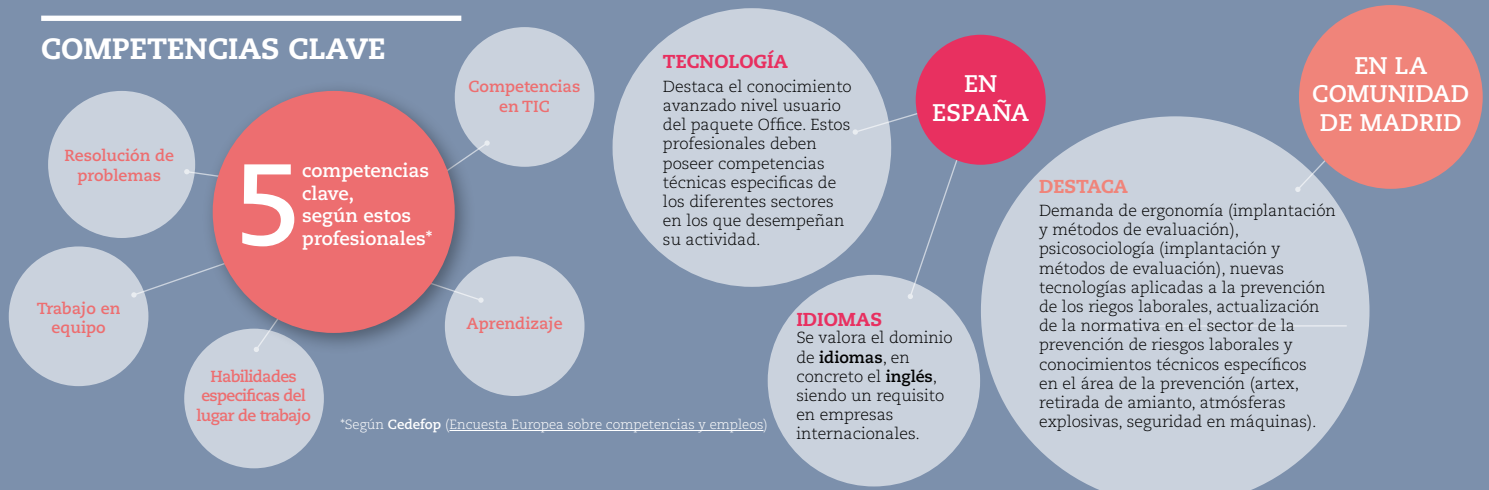 COMPETENCIAS CLAVE
Competencias
en TIC
Resolución de
problemas
5
competencias
clave,
según estos
profesionales*
Trabajo en
equipo
Aprendizaje
Habilidades
especificas del
lugar de trabajo
*Según Cedefop (Encuesta Europea sobre competencias y empleos)
TECNOLOGÍA
Destaca el conocimiento
avanzado nivel usuario
del paquete Office. Estos
profesionales deben
poseer competencias
técnicas especificas de
los diferentes sectores
en los que desempeñan
su actividad.
EN
ESPAÑA
IDIOMAS
Se valora el dominio
de idiomas, en
concreto el inglés,
siendo un requisito
en empresas
internacionales.
EN LA
COMUNIDAD
DE MADRID
DESTACA
Demanda de ergonomía (implantación
y métodos de evaluación),
psicosociología (implantación y
métodos de evaluación), nuevas
tecnologías aplicadas a la prevención
de los riegos laborales, actualización
de la normativa en el sector de la
prevención de riesgos laborales y
conocimientos técnicos específicos
en el área de la prevención (artex,
retirada de amianto, atmósferas
explosivas, seguridad en máquinas).